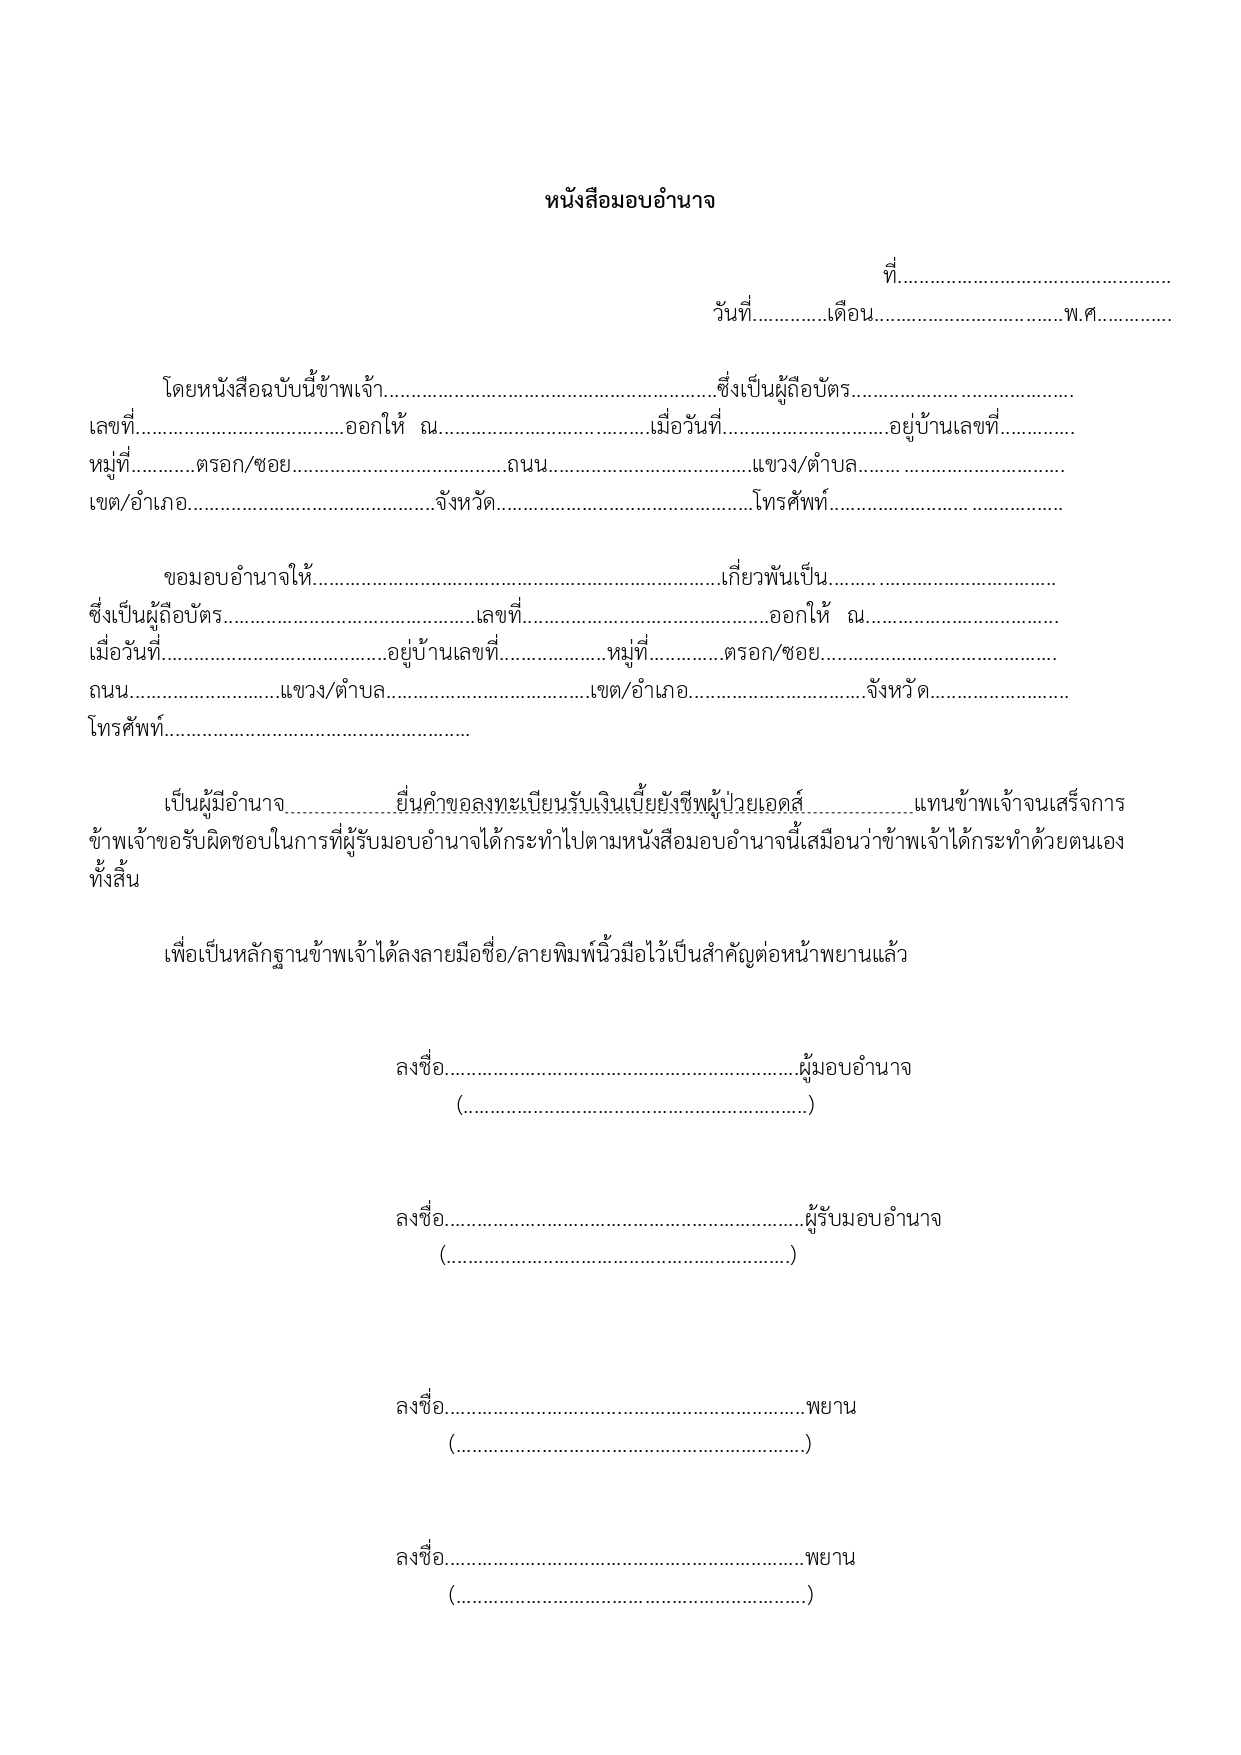 หนังสือมอบอำนาจ
ที่...................................................
วันที่..............เดือน...................................พ.ศ..............
โดยหนังสือฉบับนี้ข้าพเจ้า..............................................................ซึ่งเป็นผู้ถือบัตร.........................................
เลขที่.......................................ออกให้ ณ.......................................เมื่อวันที่...............................อยู่บ้านเลขที่..............
หมู่ที่............ตรอก/ซอย........................................ถนน......................................แขวง/ตำบล......................................
เขต/อำเภอ..............................................จังหวัด................................................โทรศัพท์...........................................
ขอมอบอำนาจให้............................................................................เกี่ยวพันเป็น..........................................
ซึ่งเป็นผู้ถือบัตร...............................................เลขที่..............................................ออกให้ ณ....................................
เมื่อวันที่..........................................อยู่บ้านเลขที่....................หมู่ที่..............ตรอก/ซอย............................................
ถนน............................แขวง/ตำบล......................................เขต/อำเภอ.................................จังหวัด..........................
โทรศัพท์.........................................................
เป็นผู้มีอำนาจ ยื่นคำขอลงทะเบียนรับเงินเบี้ยยังชีพผู้ป่วยเอดส์ แทนข้าพเจ้าจนเสร็จการ
ข้าพเจ้าขอรับผิดชอบในการที่ผู้รับมอบอำนาจได้กระทำไปตามหนังสือมอบอำนาจนี้เสมือนว่าข้าพเจ้าได้กระทำด้วยตนเอง
ทั้งสิ้น
เพื่อเป็นหลักฐานข้าพเจ้าได้ลงลายมือชื่อ/ลายพิมพ์นิ้วมือไว้เป็นสำคัญต่อหน้าพยานแล้ว
ลงชื่อ..................................................................ผู้มอบอำนาจ
(................................................................)
ลงชื่อ...................................................................ผู้รับมอบอำนาจ
(................................................................)
ลงชื่อ...................................................................พยาน
(.................................................................)
ลงชื่อ...................................................................พยาน
(.................................................................)